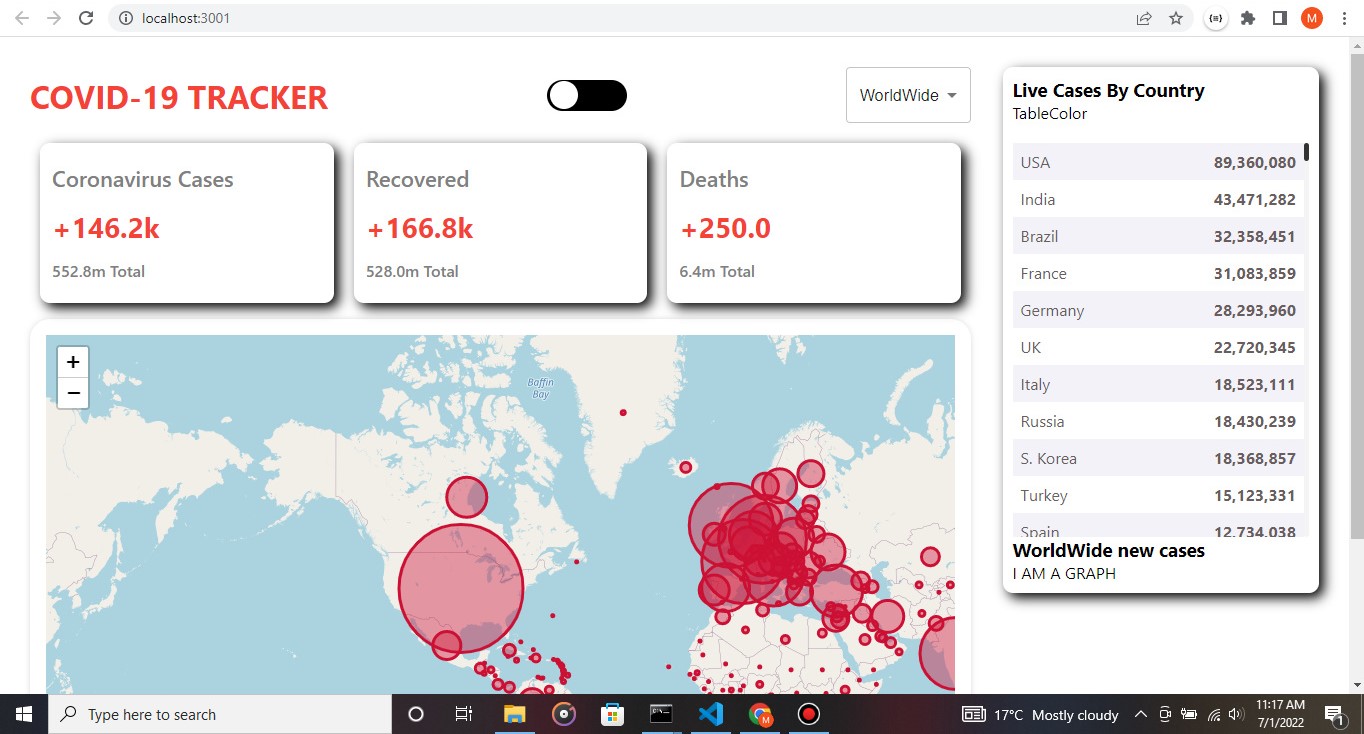 localhost:3001
M
COVID-19 TRACKER
WorldWide
Coronavirus Cases
+146.2k
552.8m Total
Recovered
+166.8k
528.0m Total
Deaths
+250.0
6.4m Total
+
−
Baffin
Bay
Live Cases By Country
TableColor
USA 89,360,080
India 43,471,282
Brazil 32,358,451
France 31,083,859
Germany 28,293,960
UK 22,720,345
Italy 18,523,111
Russia 18,430,239
S. Korea 18,368,857
Turkey 15,123,331
Spain 12,734,038
WorldWide new cases
I AM A GRAPH
Type here to search
M
17°C Mostly cloudy
11:17 AM
7/1/2022
1